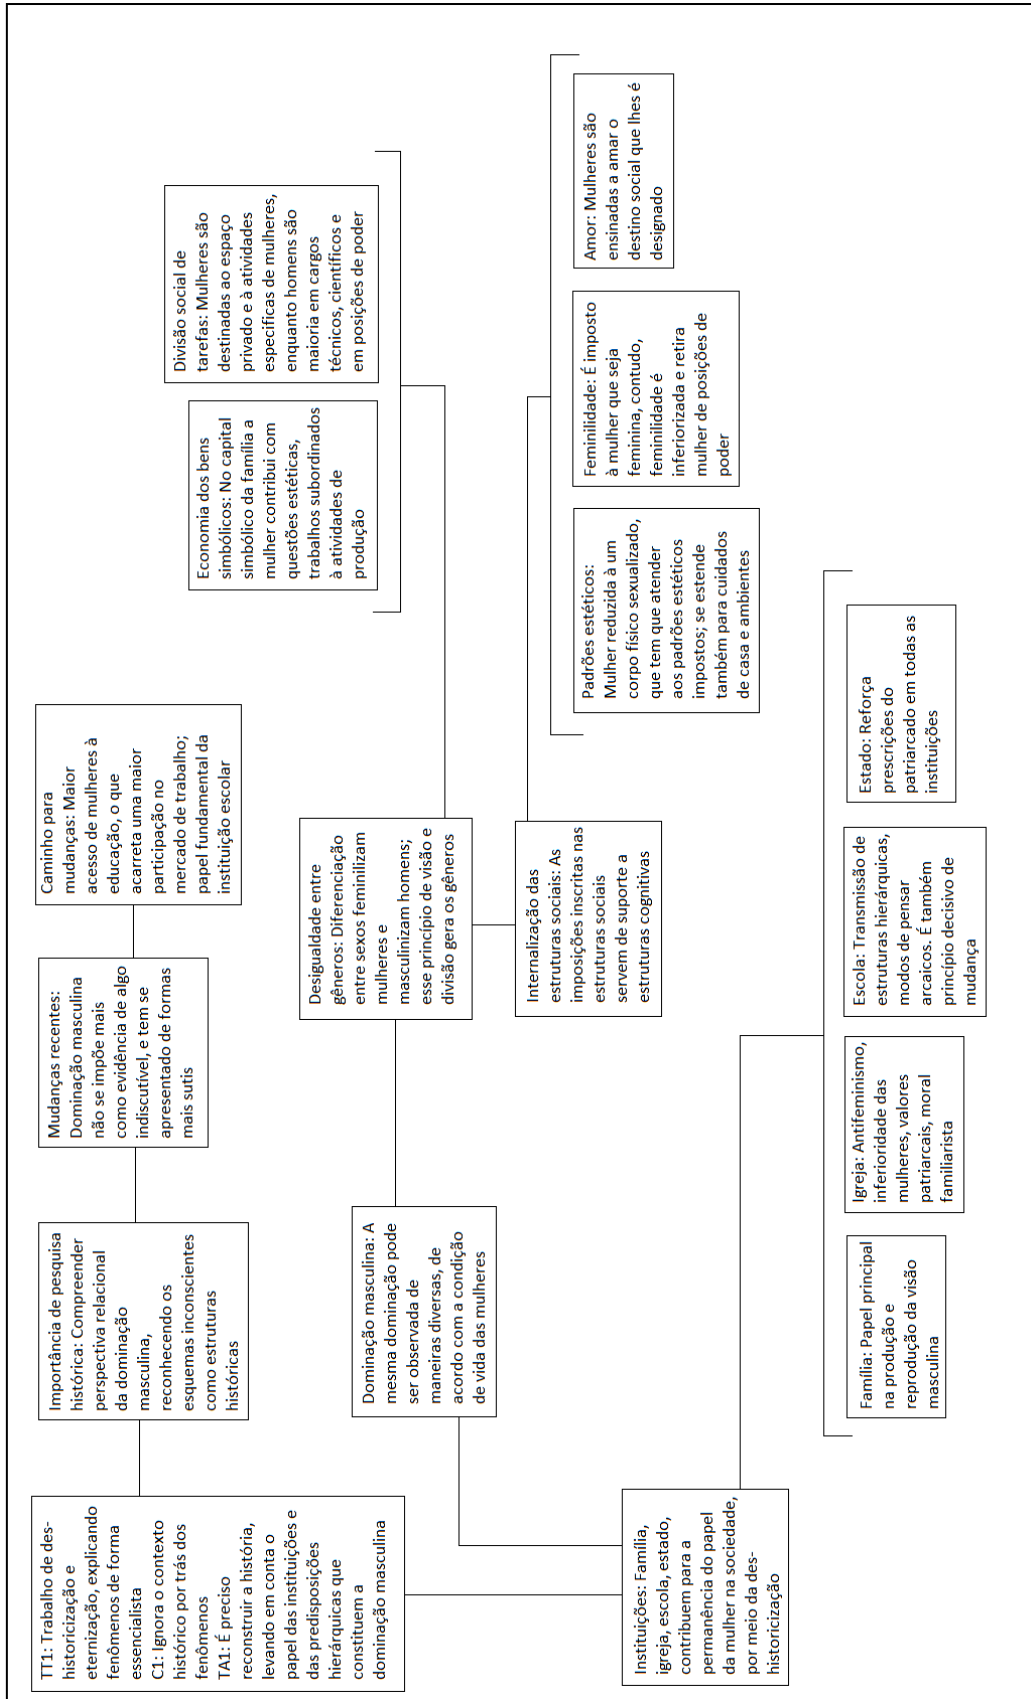 TT1: Trabalho de des-
historicização e
eternização, explicando
fenômenos de forma
essencialista
C1: Ignora o contexto
histórico por trás dos
fenômenos
TA1: É preciso
reconstruir a história,
levando em conta o
papel das instituições e
das predisposições
hierárquicas que
constituem a
dominação masculina
Importância de pesquisa
histórica: Compreender
perspectiva relacional
da dominação
masculina,
reconhecendo os
esquemas inconscientes
como estruturas
históricas
Mudanças recentes:
Dominação masculina
não se impõe mais
como evidência de algo
indiscutível, e tem se
apresentado de formas
mais sutis
Caminho para
mudanças: Maior
acesso de mulheres à
educação, o que
acarreta uma maior
participação no
mercado de trabalho;
papel fundamental da
instituição escolar
Dominação masculina: A
mesma dominação pode
ser observada de
maneiras diversas, de
acordo com a condição
de vida das mulheres
Desigualdade entre
gêneros: Diferenciação
entre sexos feminilizam
mulheres e
masculinizam homens;
esse princípio de visão e
divisão gera os gêneros
Economia dos bens
simbólicos: No capital
simbólico da família a
mulher contribui com
questões estéticas,
trabalhos subordinados
à atividades de
produção
Divisão social de
tarefas: Mulheres são
destinadas ao espaço
privado e à atividades
especificas de mulheres,
enquanto homens são
maioria em cargos
técnicos, científicos e
em posições de poder
Internalização das
estruturas sociais: As
imposições inscritas nas
estruturas sociais
servem de suporte a
estruturas cognitivas
Padrões estéticos:
Mulher reduzida à um
corpo físico sexualizado,
que tem que atender
aos padrões estéticos
impostos; se estende
também para cuidados
de casa e ambientes
Feminilidade: É imposto
à mulher que seja
feminina, contudo,
feminilidade é
inferiorizada e retira
mulher de posições de
poder
Amor: Mulheres são
ensinadas a amar o
destino social que lhes é
designado
Instituições: Família,
igreja, escola, estado,
contribuem para a
permanência do papel
da mulher na sociedade,
por meio da des-
historicização
Família: Papel principal
na produção e
reprodução da visão
masculina
Igreja: Antifeminismo,
inferioridade das
mulheres, valores
patriarcais, moral
familiarista
Escola: Transmissão de
estruturas hierárquicas,
modos de pensar
arcaicos. É também
princípio decisivo de
mudança
Estado: Reforça
prescrições do
patriarcado em todas as
instituições